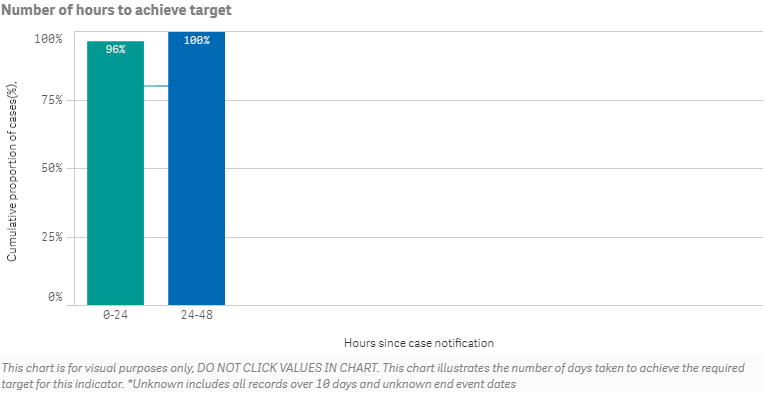 Number of hours to achieve target
100%
96%
100%
75%
50%
25%
0%
Cumulative proportion of cases(%).
0-24
24-48
Hours since case notification
This chart is for visual purposes only, DO NOT CLICK VALUES IN CHART. This chart illustrates the number of days taken to achieve the required
target for this indicator. *Unknown includes all records over 10 days and unknown end event dates